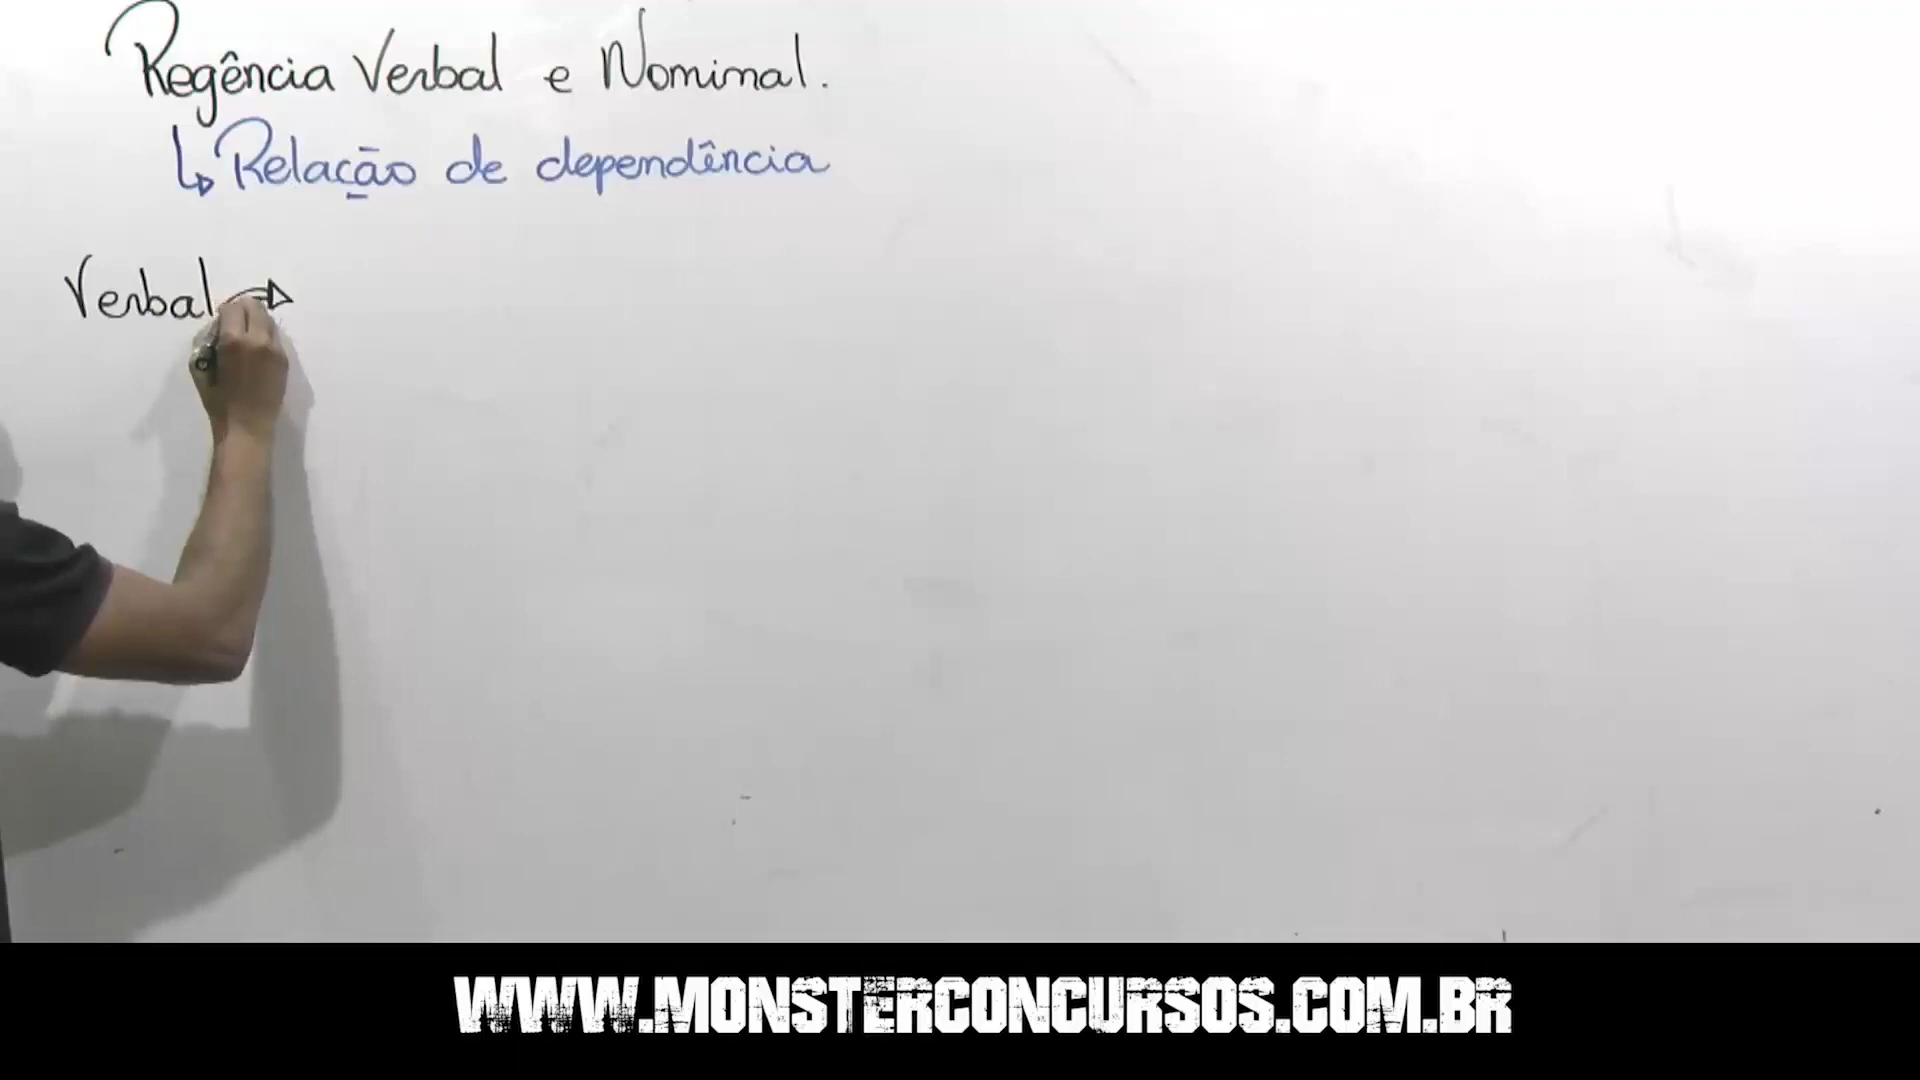 Regência Verbal e Nominal.
↳ Relação de dependência
Verbal →
WWW.MONSTERCONCURSOS.COM.BR